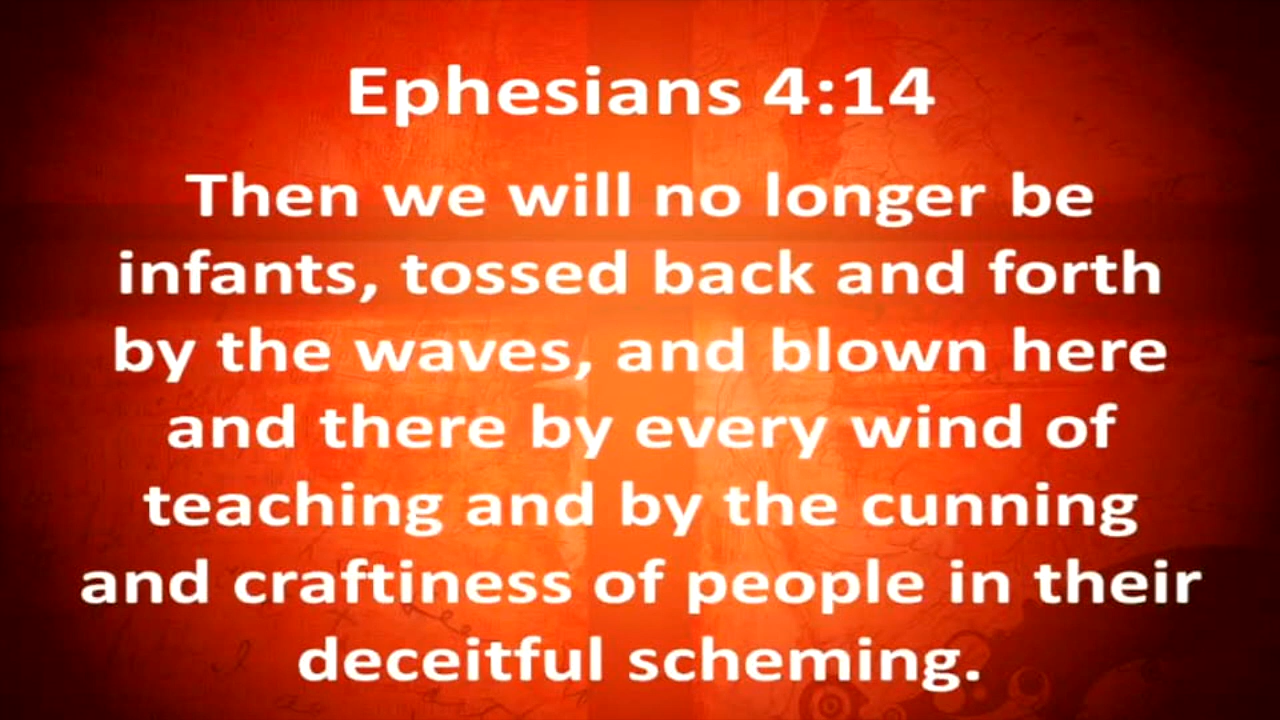 Ephesians 4:14
Then we will no longer be
infants, tossed back and forth
by the waves, and blown here
and there by every wind of
teaching and by the cunning
and craftiness of people in their
deceitful scheming.